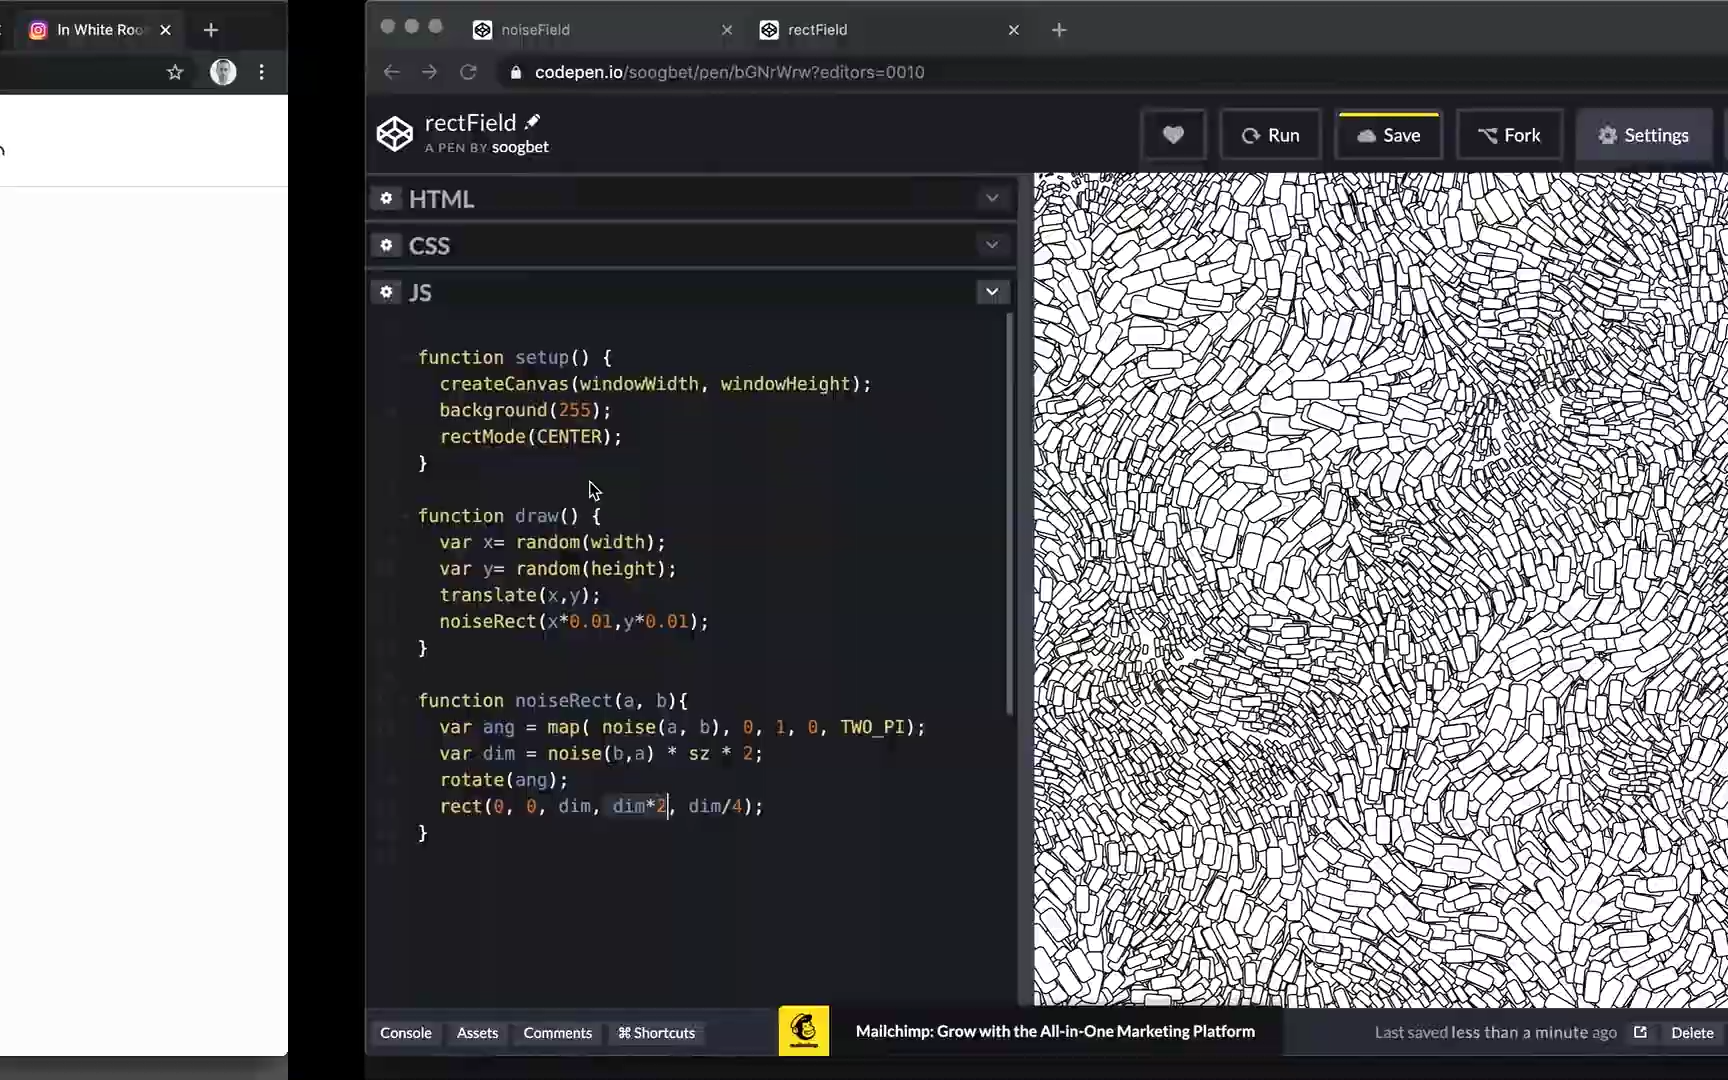 In White Roo
noiseField
rectField
codepen.io/soogbet/pen/bGNrWrw?editors=0010
rectField
A PEN BY soogbet
Run
Save
Fork
Settings
HTML
CSS
JS
function setup() {
createCanvas(windowWidth, windowHeight);
background(255);
rectMode(CENTER);
}
function draw() {
var x= random(width);
var y= random(height);
translate(x,y);
noiseRect(x*0.01,y*0.01);
}
function noiseRect(a, b){
var ang = map( noise(a, b), 0, 1, 0, TWO_PI);
var dim = noise(b,a) * sz * 2;
rotate(ang);
rect(0, 0, dim, dim*2, dim/4);
}
Console
Assets
Comments
⌘ Shortcuts
mailchimp
Mailchimp: Grow with the All-in-One Marketing Platform
Last saved less than a minute ago
Delete